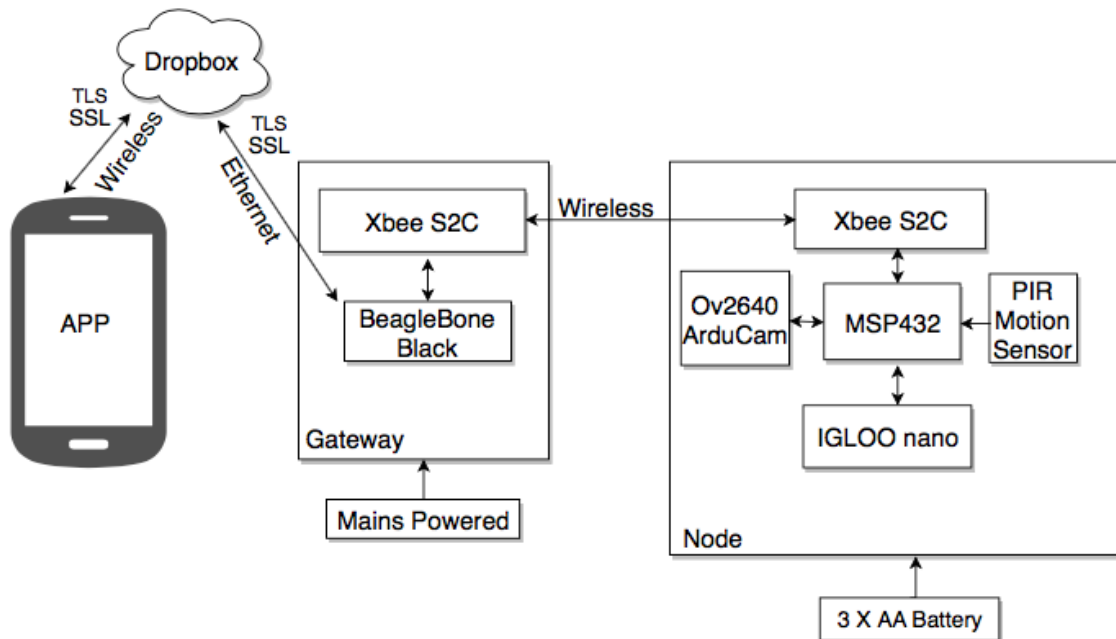 Dropbox
TLS
SSL
Wireless
TLS
SSL
Ethernet
APP
Xbee S2C
BeagleBone
Black
Gateway
Mains Powered
Wireless
Xbee S2C
Ov2640
ArduCam
MSP432
PIR
Motion
Sensor
IGLOO nano
Node
3 X AA Battery